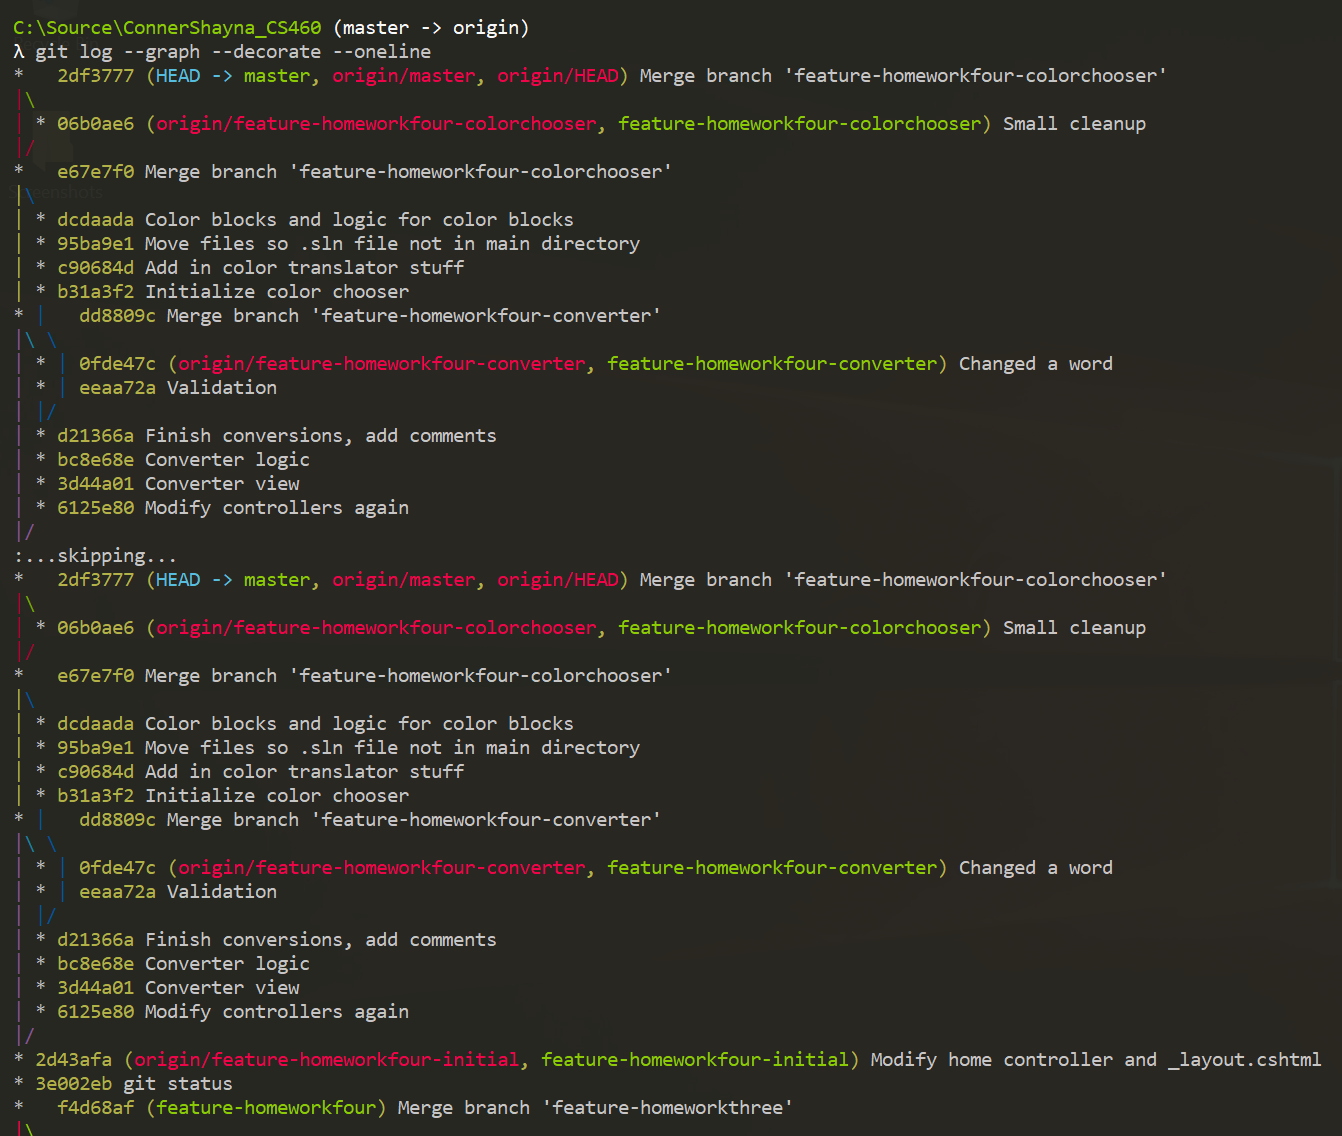 C:\Source\ConnerShayna_CS460 (master -> origin)
λ git log --graph --decorate --oneline
*   2df3777 (HEAD -> master, origin/master, origin/HEAD) Merge branch 'feature-homeworkfour-colorchooser'
|\
| * 06b0ae6 (origin/feature-homeworkfour-colorchooser, feature-homeworkfour-colorchooser) Small cleanup
|/
*   e67e7f0 Merge branch 'feature-homeworkfour-colorchooser'
Screenshots
|\
| * dcdaada Color blocks and logic for color blocks
| * 95ba9e1 Move files so .sln file not in main directory
| * c90684d Add in color translator stuff
| * b31a3f2 Initialize color chooser
* |   dd8809c Merge branch 'feature-homeworkfour-converter'
|\ \
| * | 0fde47c (origin/feature-homeworkfour-converter, feature-homeworkfour-converter) Changed a word
| * | eeaa72a Validation
| |/
| * d21366a Finish conversions, add comments
| * bc8e68e Converter logic
| * 3d44a01 Converter view
| * 6125e80 Modify controllers again
|/
:...skipping...
*   2df3777 (HEAD -> master, origin/master, origin/HEAD) Merge branch 'feature-homeworkfour-colorchooser'
|\
| * 06b0ae6 (origin/feature-homeworkfour-colorchooser, feature-homeworkfour-colorchooser) Small cleanup
|/
*   e67e7f0 Merge branch 'feature-homeworkfour-colorchooser'
|\
| * dcdaada Color blocks and logic for color blocks
| * 95ba9e1 Move files so .sln file not in main directory
| * c90684d Add in color translator stuff
| * b31a3f2 Initialize color chooser
* |   dd8809c Merge branch 'feature-homeworkfour-converter'
|\ \
| * | 0fde47c (origin/feature-homeworkfour-converter, feature-homeworkfour-converter) Changed a word
| * | eeaa72a Validation
| |/
| * d21366a Finish conversions, add comments
| * bc8e68e Converter logic
| * 3d44a01 Converter view
| * 6125e80 Modify controllers again
|/
* 2d43afa (origin/feature-homeworkfour-initial, feature-homeworkfour-initial) Modify home controller and _layout.cshtml
* 3e002eb git status
*   f4d68af (feature-homeworkfour) Merge branch 'feature-homeworkthree'
|\